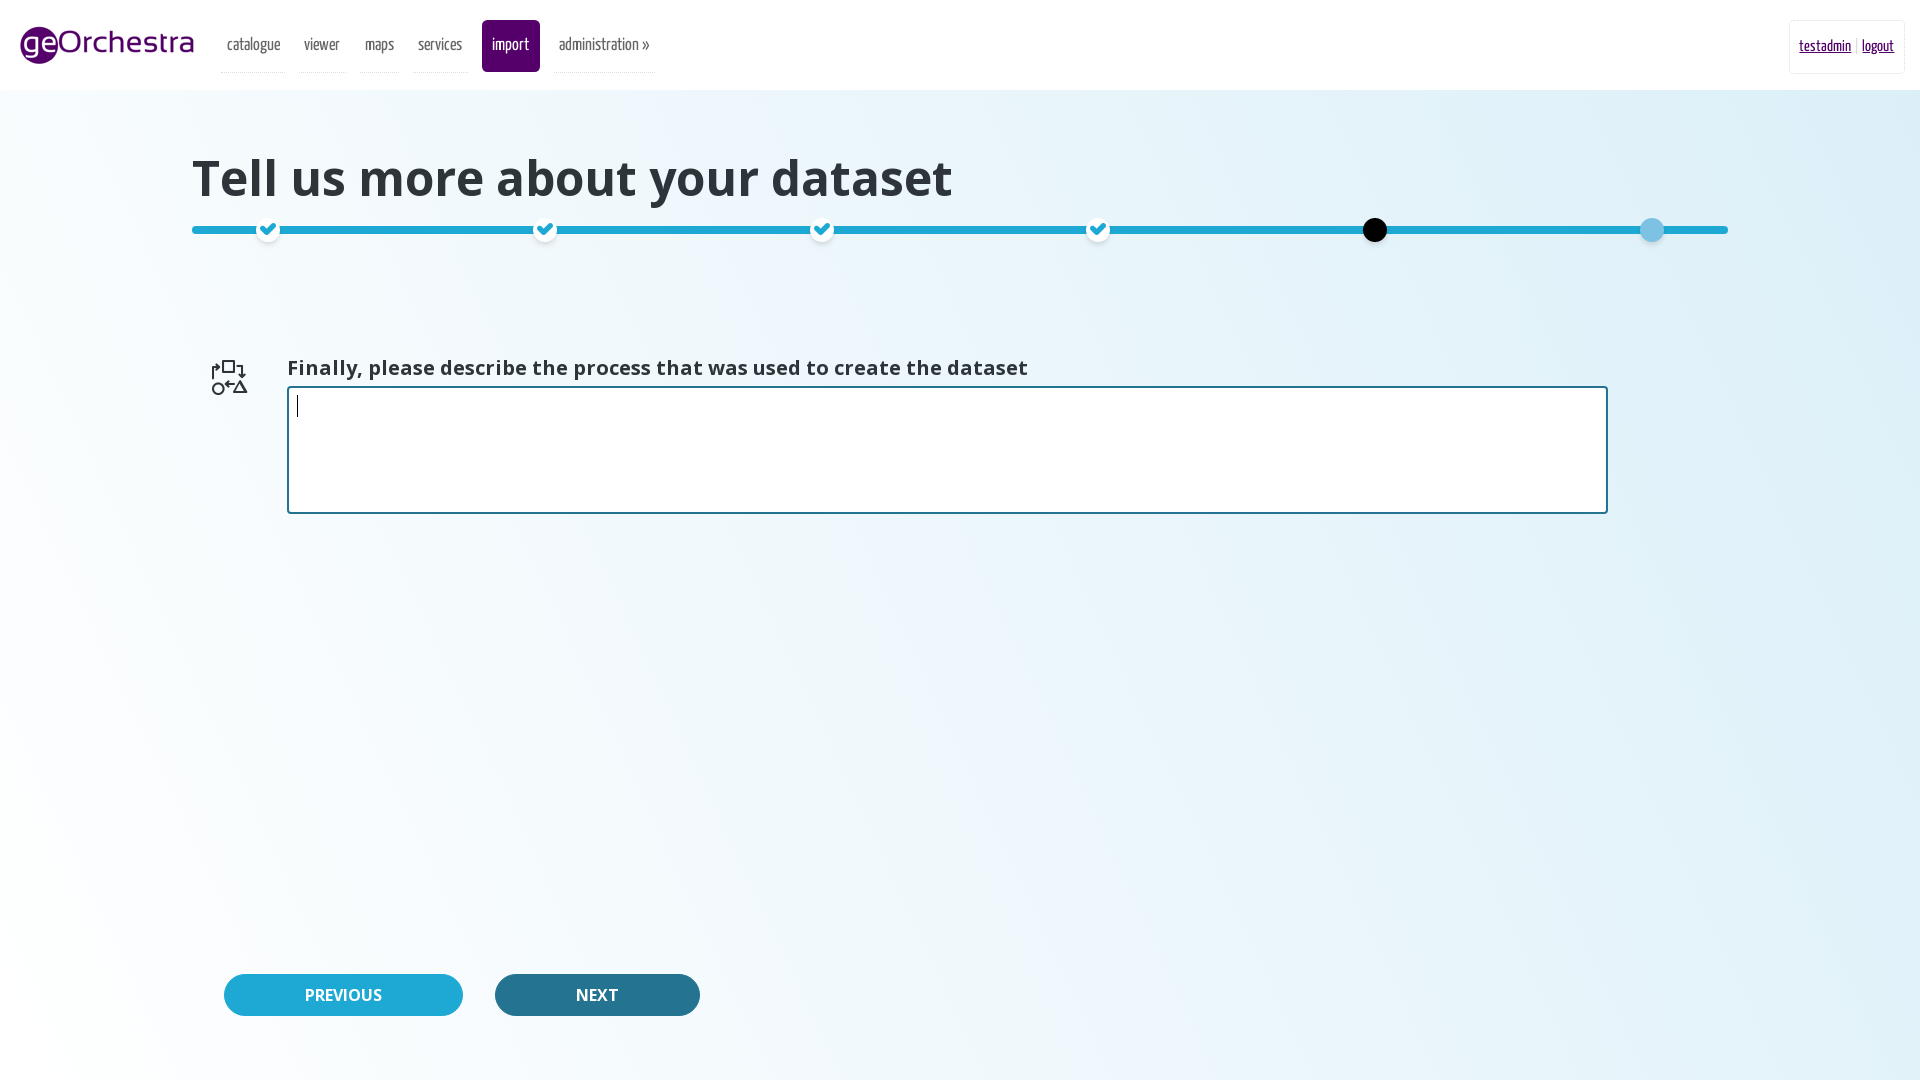 geOrchestra
catalogue
viewer
maps
services
import
administration »
testadmin | logout
Tell us more about your dataset
Finally, please describe the process that was used to create the dataset
PREVIOUS
NEXT